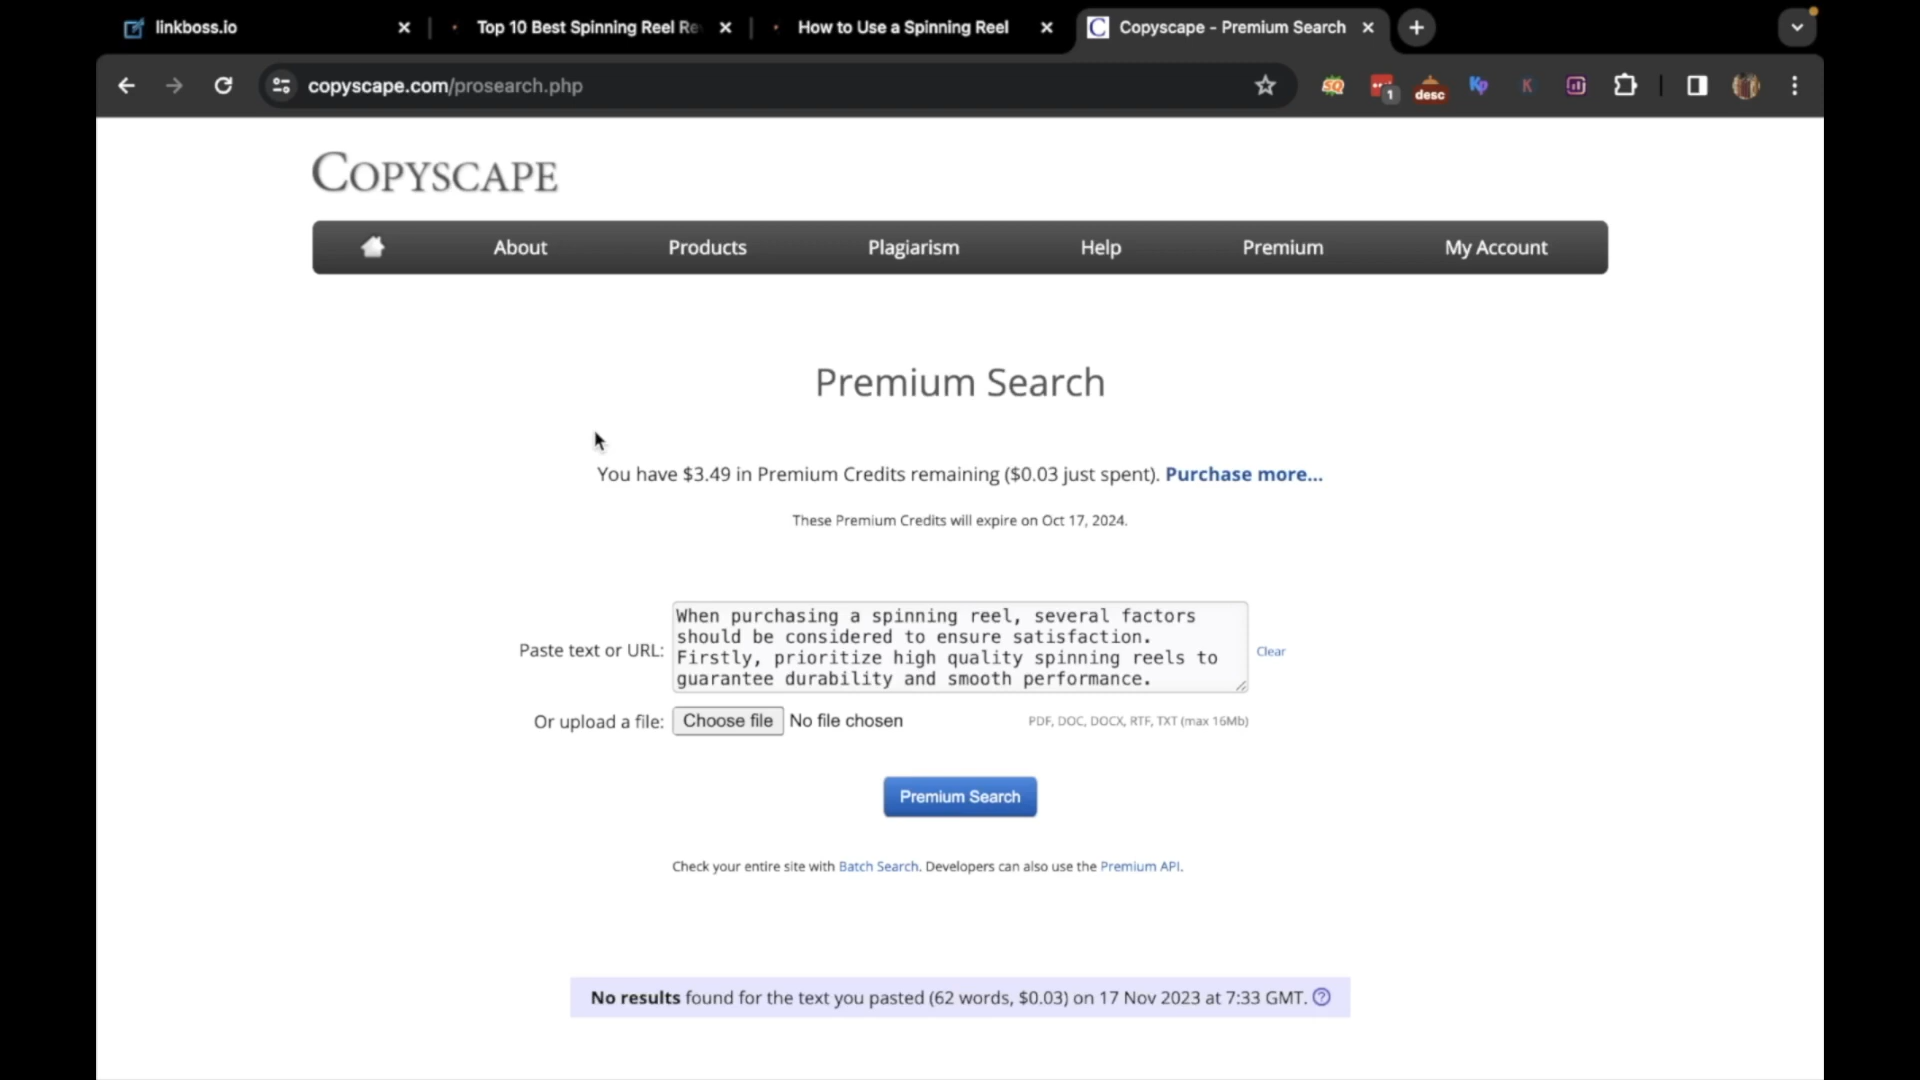 linkboss.io
Top 10 Best Spinning Reel Re
How to Use a Spinning Reel
Copyscape - Premium Search
copyscape.com/prosearch.php
SQ
1
desc
Kp
K
COPYSCAPE
About
Products
Plagiarism
Help
Premium
My Account
Premium Search
You have $3.49 in Premium Credits remaining ($0.03 just spent). Purchase more...
These Premium Credits will expire on Oct 17, 2024.
Paste text or URL:
When purchasing a spinning reel, several factors
should be considered to ensure satisfaction.
Firstly, prioritize high quality spinning reels to
guarantee durability and smooth performance.
Clear
Or upload a file:
Choose file No file chosen
PDF, DOC, DOCX, RTF, TXT (max 16Mb)
Premium Search
Check your entire site with Batch Search. Developers can also use the Premium API.
No results found for the text you pasted (62 words, $0.03) on 17 Nov 2023 at 7:33 GMT. ?